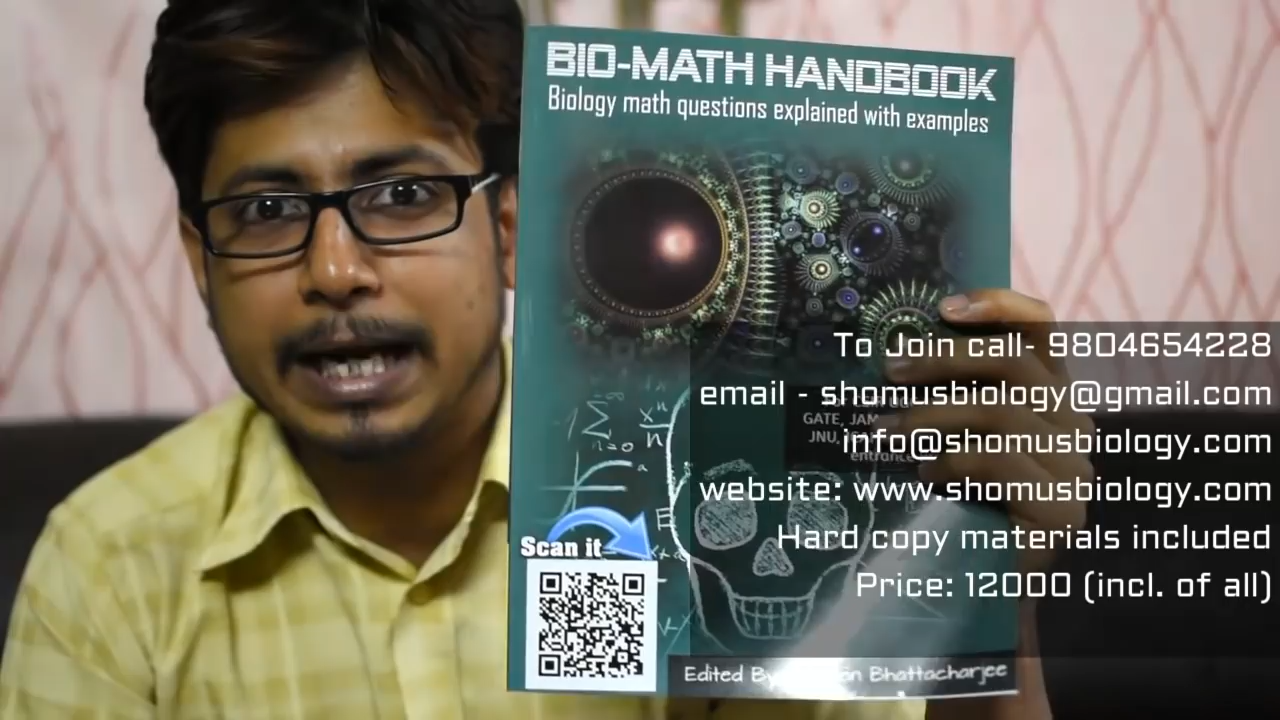 BIO-MATH HANDBOOK
Biology math questions explained with examples
To Join call- 9804654228
email - shomusbiology@gmail.com
GATE, JAM
info@shomusbiology.com
JNU,
entrance
website: www.shomusbiology.com
Hard copy materials included
Price: 12000 (incl. of all)
Scan it
Edited By Bhattacharjee